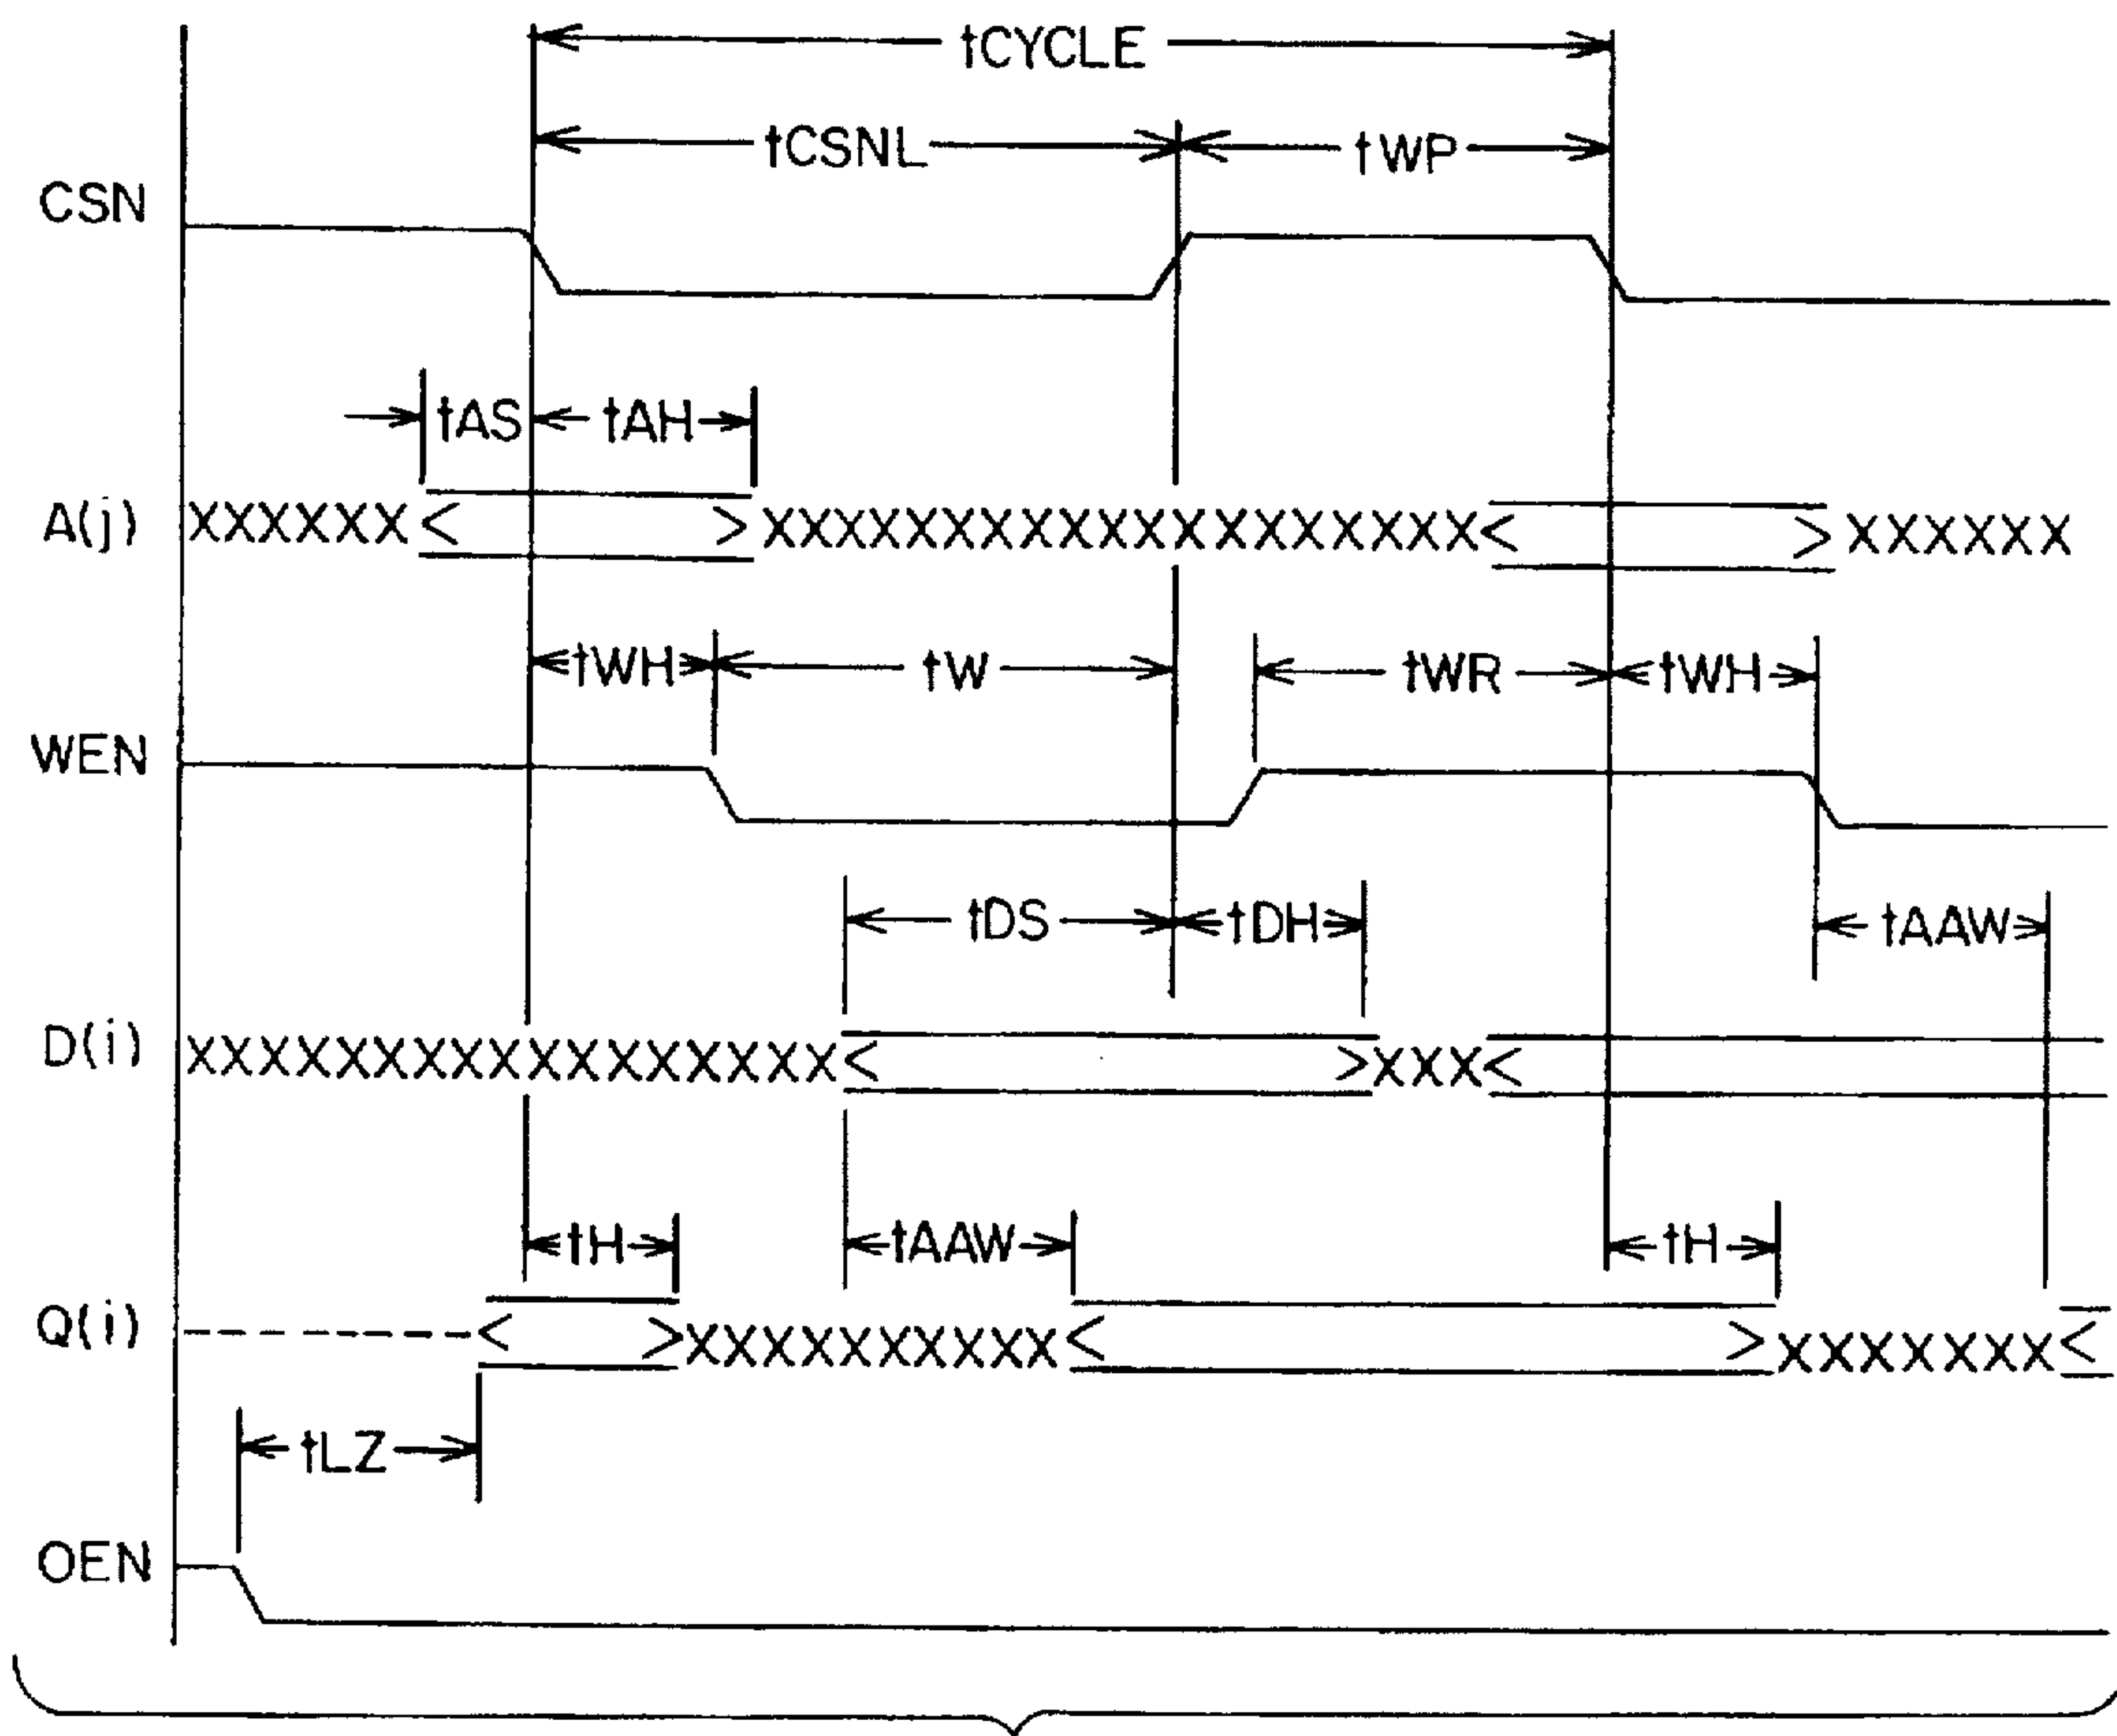 tCYCLE
tCSNL tWP
CSN
tAS tAH
A(j) XXXXXX< >XXXXXXXXXXXXXXXXXXX< >XXXXXX
tWH tW tWR tWH
WEN
tDS tDH tAAW
D(i) XXXXXXXXXXXXXXXXX< >XXX<
tH tAAW tH
Q(i) < >XXXXXXXXXX< >XXXXXXX<
tLZ
OEN